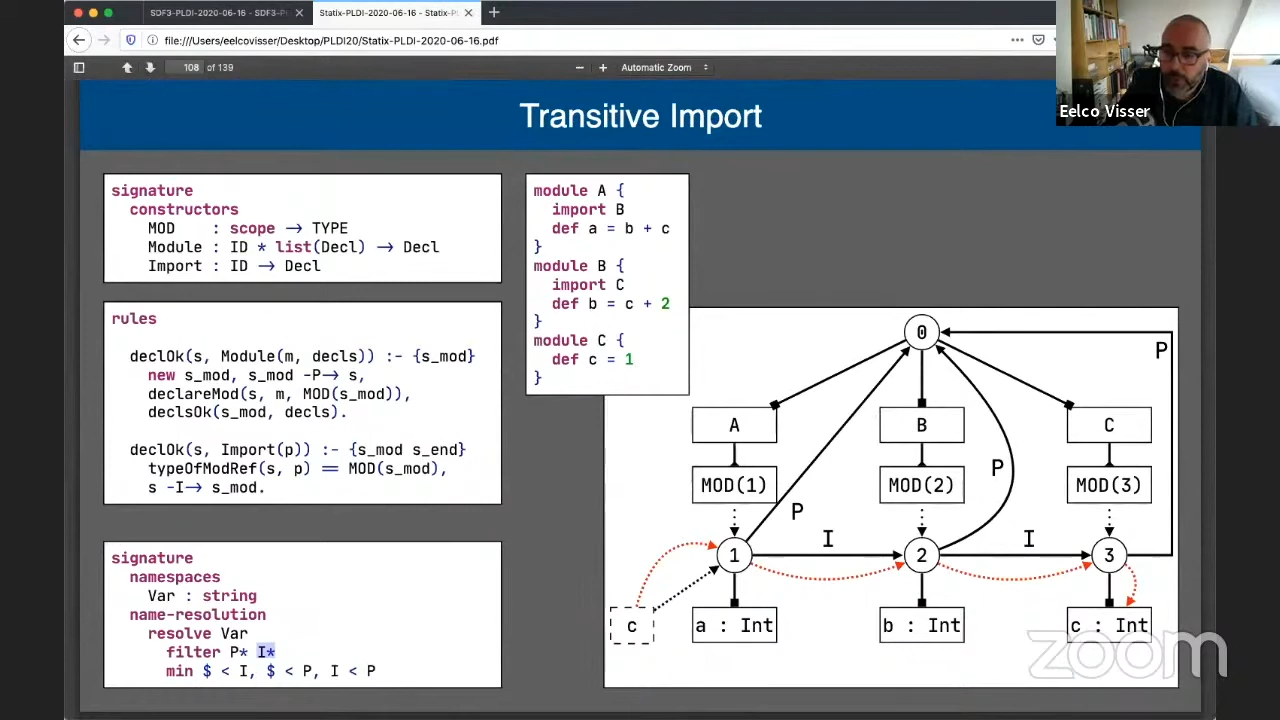 SDF3-PLDI-2020-06-16 - SDF3-P
Statix-PLDI-2020-06-16 - Statix-PL
file:///Users/eelcovisser/Desktop/PLDI20/Statix-PLDI-2020-06-16.pdf
108 of 139
Automatic Zoom
Eelco Visser
Transitive Import
signature
constructors
MOD : scope → TYPE
Module : ID * list(Decl) → Decl
Import : ID → Decl
rules
declOk(s, Module(m, decls)) :- {s_mod}
new s_mod, s_mod -P→ s,
declareMod(s, m, MOD(s_mod)),
declsOk(s_mod, decls).
declOk(s, Import(p)) :- {s_mod s_end}
typeOfModRef(s, p) == MOD(s_mod),
s -I→ s_mod.
signature
namespaces
Var : string
name-resolution
resolve Var
filter P* I*
min $ < I, $ < P, I < P
module A {
import B
def a = b + c
}
module B {
import C
def b = c + 2
}
module C {
def c = 1
}
0
P
A
B
C
P
MOD(1)
MOD(2)
MOD(3)
P
I
I
1
2
3
c
a : Int
b : Int
c : Int
zoom